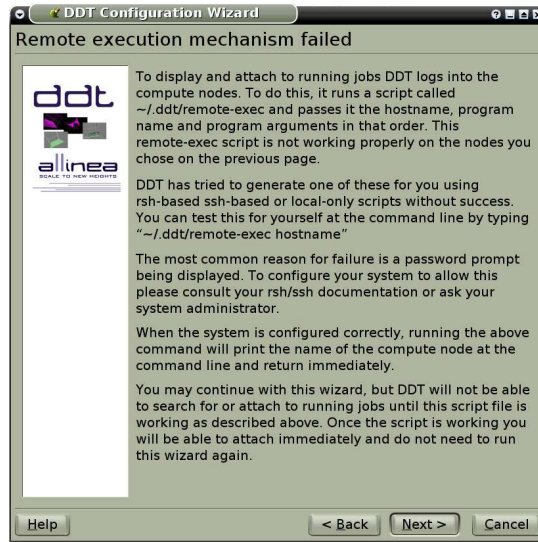 DDT Configuration Wizard
Remote execution mechanism failed
ddt
allinea
SCALE TO NEW HEIGHTS
To display and attach to running jobs DDT logs into the
compute nodes. To do this, it runs a script called
~/.ddt/remote-exec and passes it the hostname, program
name and program arguments in that order. This
remote-exec script is not working properly on the nodes you
chose on the previous page.
DDT has tried to generate one of these for you using
rsh-based ssh-based or local-only scripts without success.
You can test this for yourself at the command line by typing
"~/.ddt/remote-exec hostname"
The most common reason for failure is a password prompt
being displayed. To configure your system to allow this
please consult your rsh/ssh documentation or ask your
system administrator.
When the system is configured correctly, running the above
command will print the name of the compute node at the
command line and return immediately.
You may continue with this wizard, but DDT will not be able
to search for or attach to running jobs until this script file is
working as described above. Once the script is working you
will be able to attach immediately and do not need to run
this wizard again.
Help
< Back
Next >
Cancel